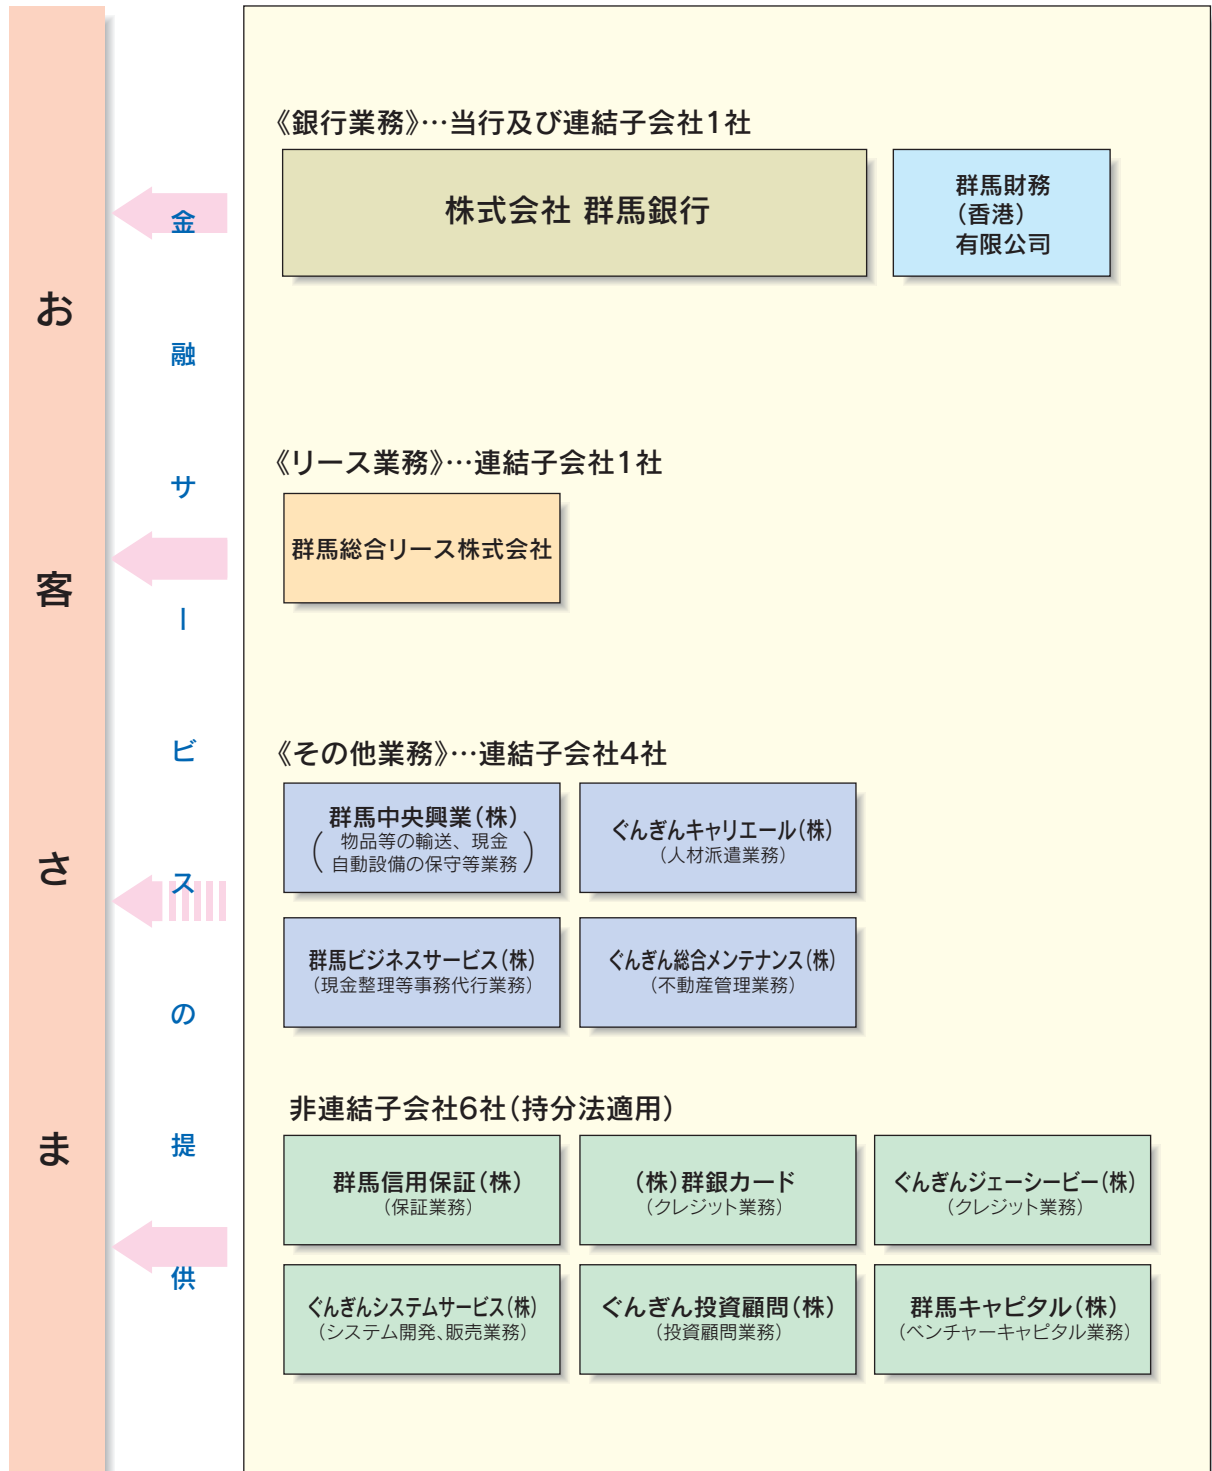 お客さま
金融サービスの提供
《銀行業務》…当行及び連結子会社1社
株式会社 群馬銀行
群馬財務
(香港)
有限公司
《リース業務》…連結子会社1社
群馬総合リース株式会社
《その他業務》…連結子会社4社
群馬中央興業(株)
(物品等の輸送、現金
自動設備の保守等業務)
ぐんぎんキャリエール(株)
(人材派遣業務)
群馬ビジネスサービス(株)
(現金整理等事務代行業務)
ぐんぎん総合メンテナンス(株)
(不動産管理業務)
非連結子会社6社(持分法適用)
群馬信用保証(株)
(保証業務)
(株)群銀カード
(クレジット業務)
ぐんぎんジェーシービー(株)
(クレジット業務)
ぐんぎんシステムサービス(株)
(システム開発、販売業務)
ぐんぎん投資顧問(株)
(投資顧問業務)
群馬キャピタル(株)
(ベンチャーキャピタル業務)